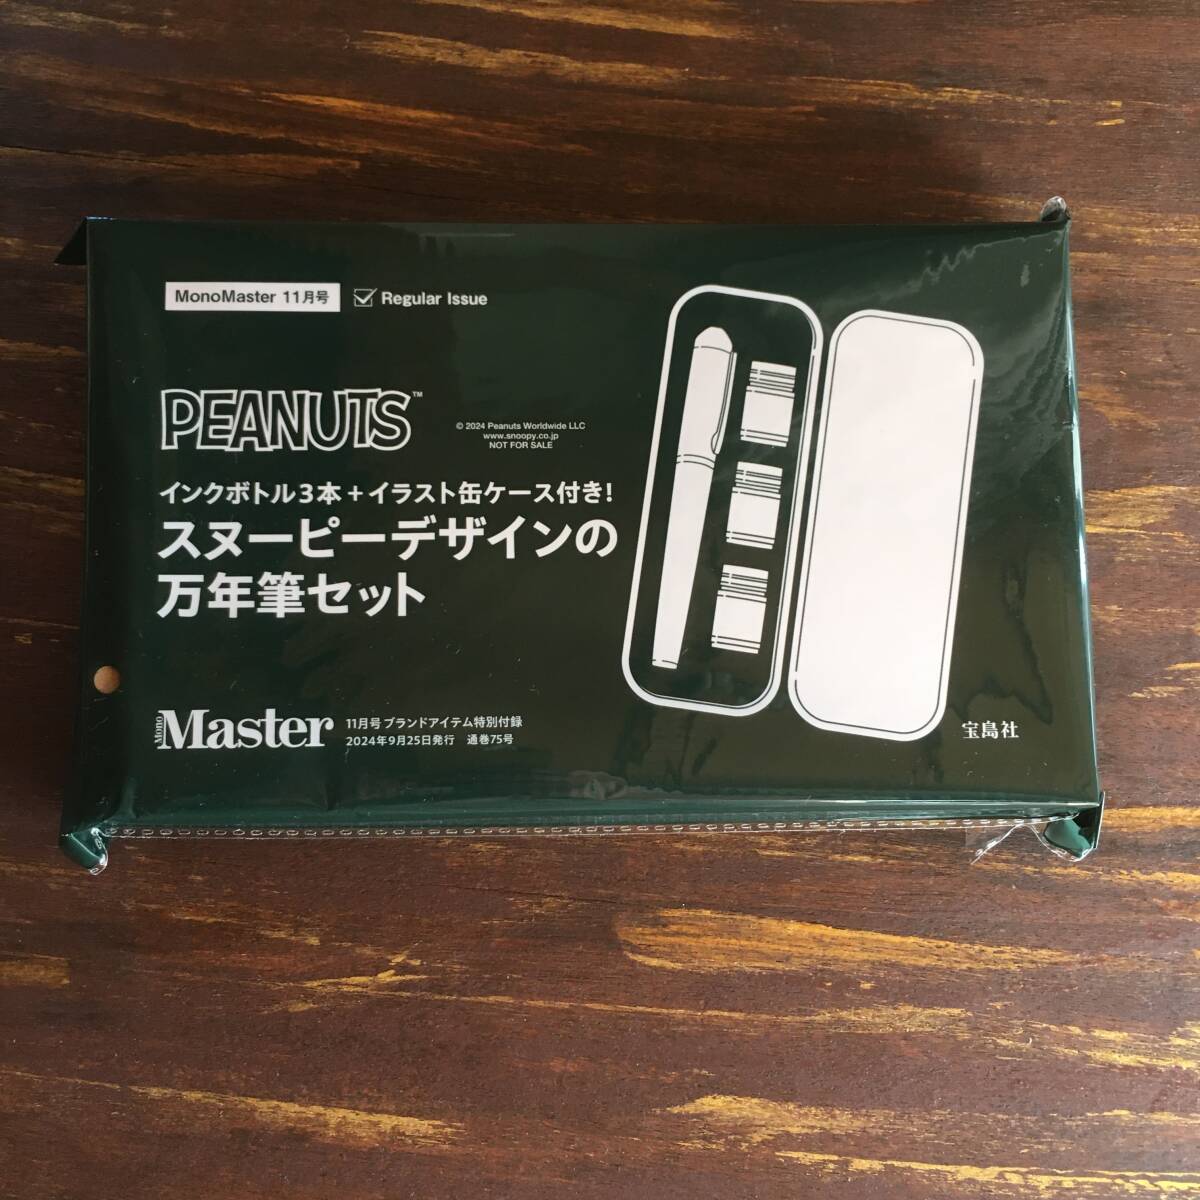 MonoMaster 11月号
Regular Issue
PEANUTS™
© 2024 Peanuts Worldwide LLC
www.snoopy.co.jp
NOT FOR SALE
インクボトル3本+イラスト缶ケース付き!
スヌーピーデザインの
万年筆セット
Mono Master
11月号 ブランドアイテム特別付録
2024年9月25日発行 通巻75号
宝島社